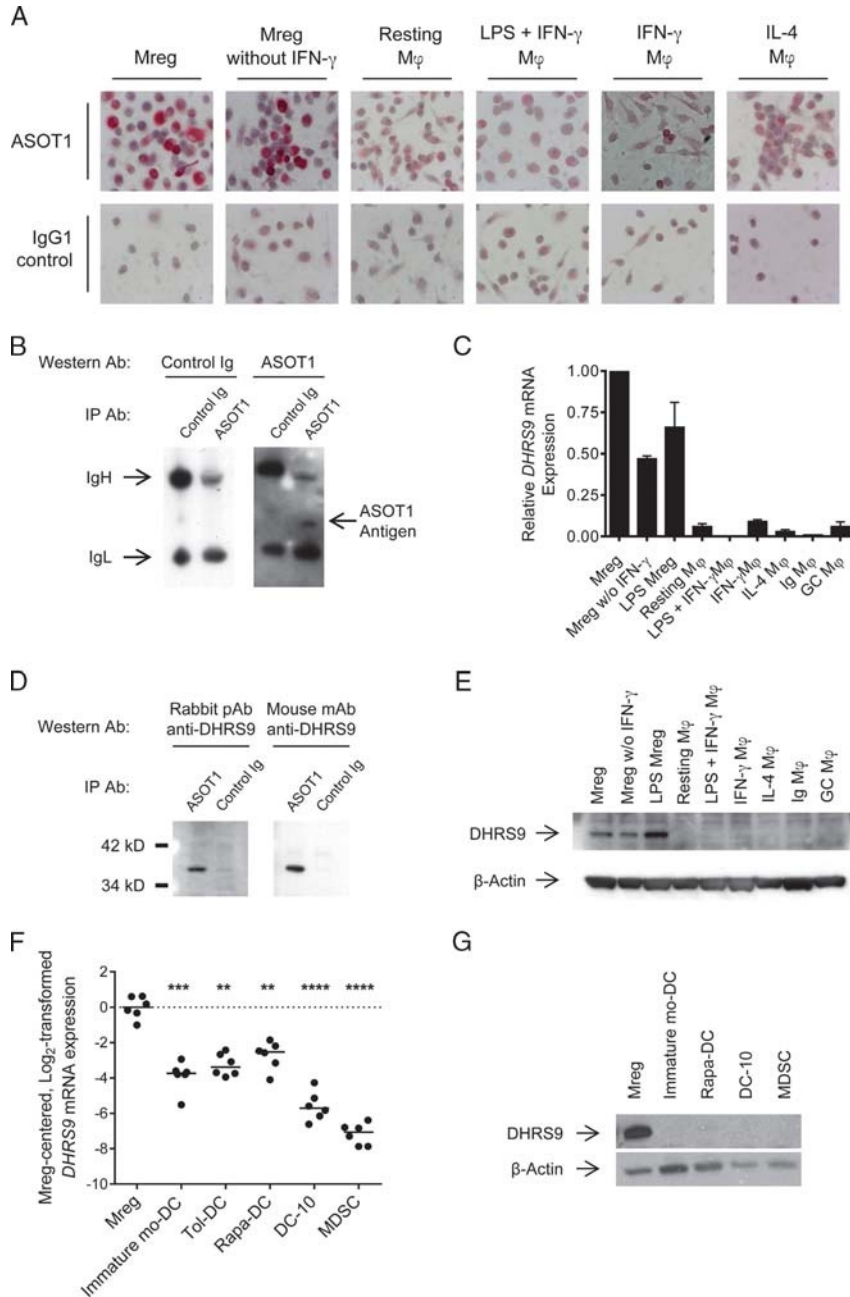 A
Mreg
Mreg
without IFN-γ
Resting
Mφ
LPS + IFN-γ
Mφ
IFN-γ
Mφ
IL-4
Mφ
ASOT1
IgG1
control
B
Western Ab:
Control Ig
ASOT1
IP Ab:
Control Ig
ASOT1
Control Ig
ASOT1
IgH
IgL
ASOT1
Antigen
C
Relative DHRS9 mRNA
Expression
1.00
0.75
0.50
0.25
0.00
Mreg
Mreg w/o IFN-γ
LPS Mreg
Resting Mφ
LPS + IFN-γMφ
IFN-γMφ
IL-4 Mφ
Ig Mφ
GC Mφ
D
Western Ab:
Rabbit pAb
anti-DHRS9
Mouse mAb
anti-DHRS9
IP Ab:
ASOT1
Control Ig
ASOT1
Control Ig
42 kD
34 kD
E
Mreg
Mreg w/o IFN-γ
LPS Mreg
Resting Mφ
LPS + IFN-γ Mφ
IFN-γ Mφ
IL-4 Mφ
Ig Mφ
GC Mφ
DHRS9
β-Actin
F
Mreg-centered, Log2-transformed
DHRS9 mRNA expression
2
0
-2
-4
-6
-8
-10
***
**
**
****
****
Mreg
Immature mo-DC
Tol-DC
Rapa-DC
DC-10
MDSC
G
Mreg
Immature mo-DC
Rapa-DC
DC-10
MDSC
DHRS9
β-Actin